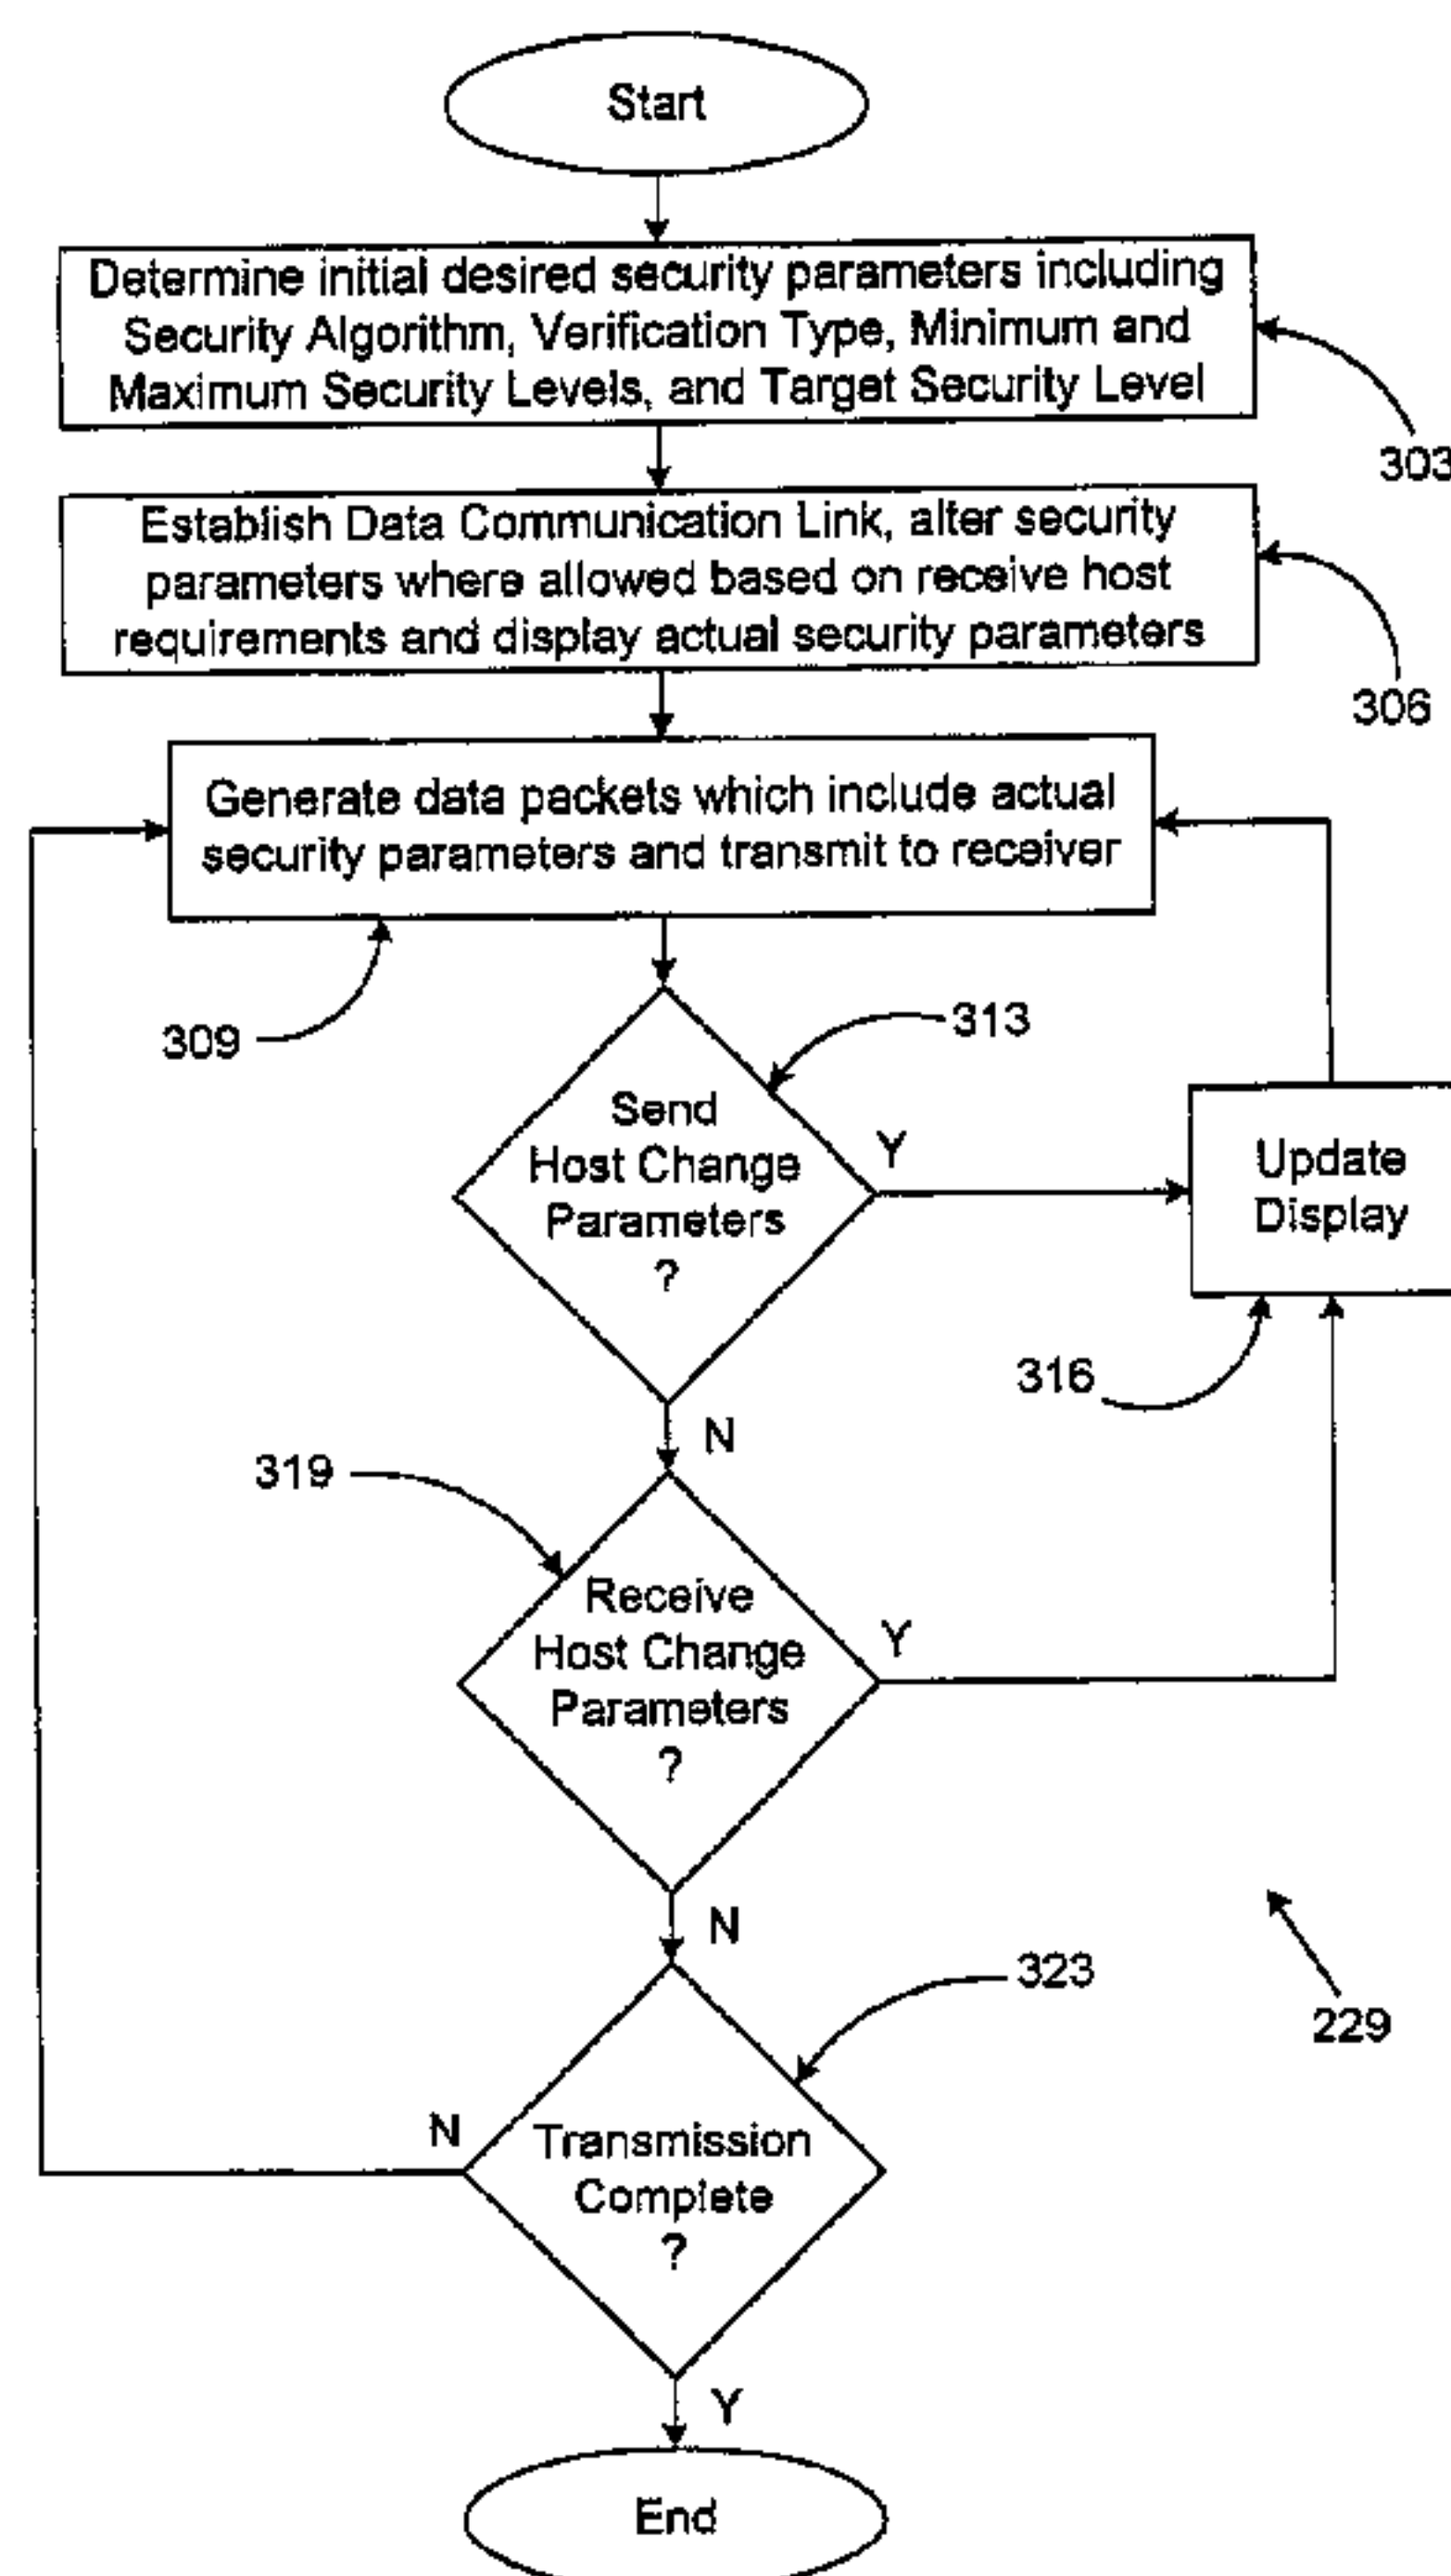 Start
Determine initial desired security parameters including
Security Algorithm, Verification Type, Minimum and
Maximum Security Levels, and Target Security Level
303
Establish Data Communication Link, alter security
parameters where allowed based on receive host
requirements and display actual security parameters
306
Generate data packets which include actual
security parameters and transmit to receiver
309
313
Send
Host Change
Parameters
?
Y
Update
Display
316
N
319
Receive
Host Change
Parameters
?
Y
N
323
229
N
Transmission
Complete
?
Y
End